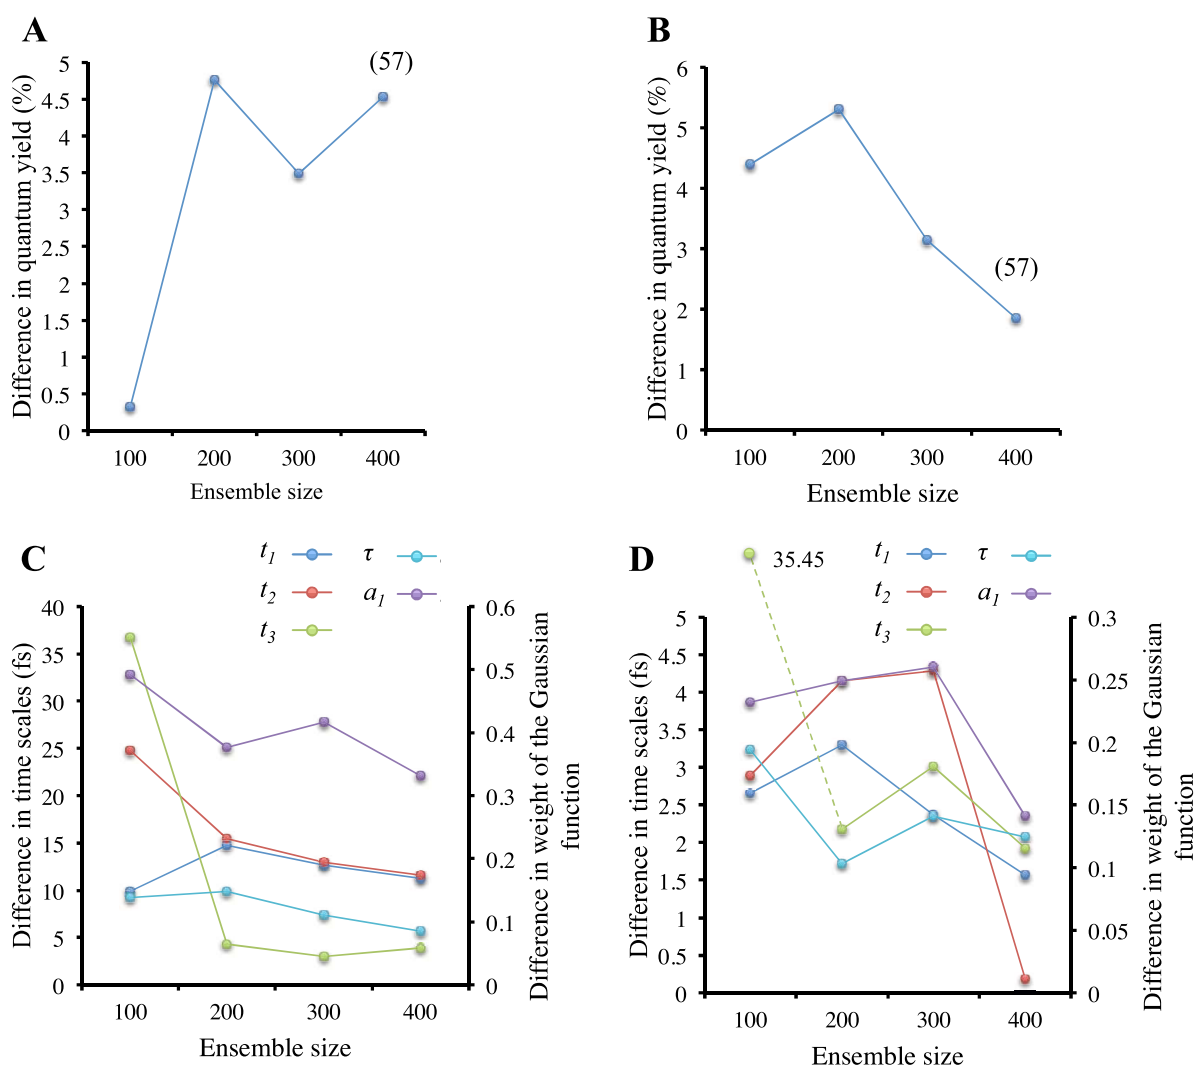 A
Difference in quantum yield (%)
5
4.5
4
3.5
3
2.5
2
1.5
1
0.5
0
(57)
100 200 300 400
Ensemble size
B
Difference in quantum yield (%)
6
5
4
3
2
1
0
(57)
100 200 300 400
Ensemble size
C
t1 τ
t2 a1
t3
Difference in time scales (fs)
40
35
30
25
20
15
10
5
0
0.6
0.5
0.4
0.3
0.2
0.1
0
Difference in weight of the Gaussian
function
100 200 300 400
Ensemble size
D
35.45
t1 τ
t2 a1
t3
Difference in time scales (fs)
5
4.5
4
3.5
3
2.5
2
1.5
1
0.5
0
0.3
0.25
0.2
0.15
0.1
0.05
0
Difference in weight of the Gaussian
function
100 200 300 400
Ensemble size